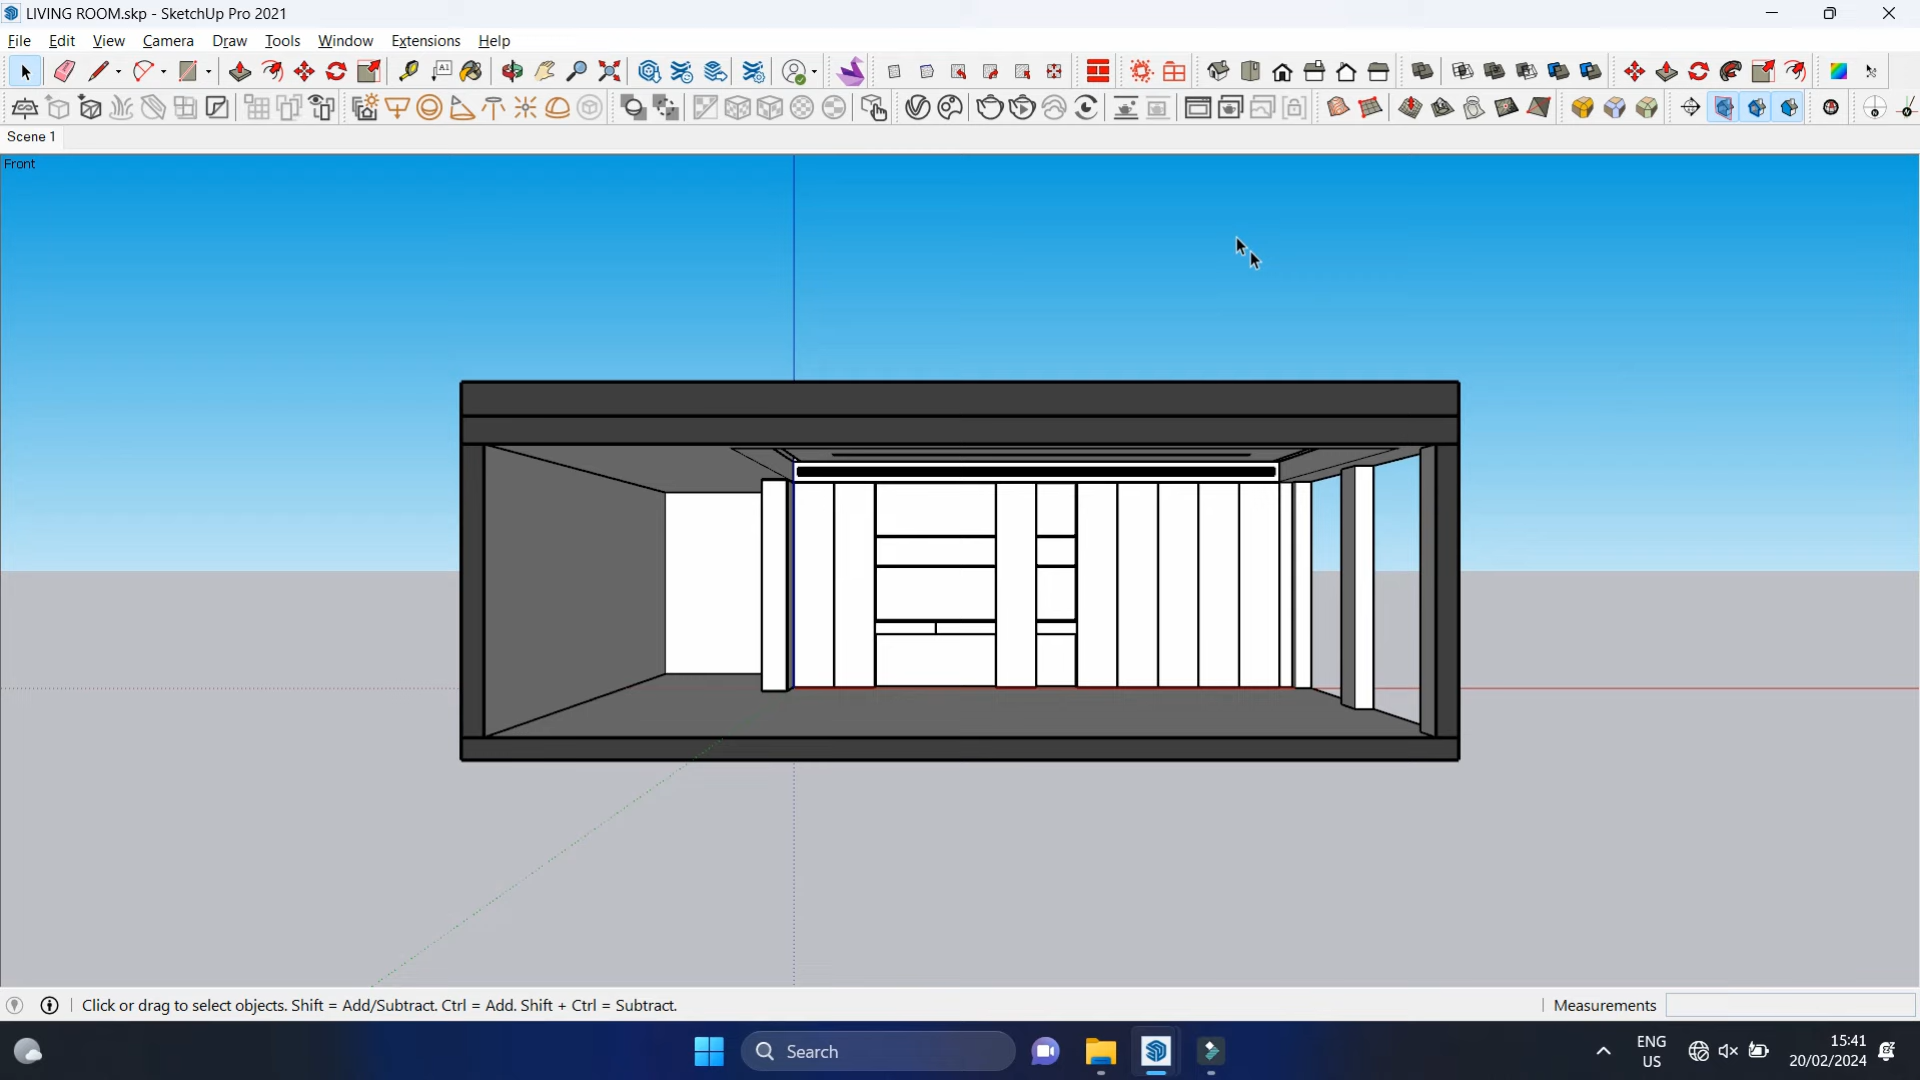 LIVING ROOM.skp - SketchUp Pro 2021
File Edit View Camera Draw Tools Window Extensions Help
A1
Scene 1
Front
Click or drag to select objects. Shift = Add/Subtract. Ctrl = Add. Shift + Ctrl = Subtract.
Measurements
Search
ENG
US
15:41
20/02/2024